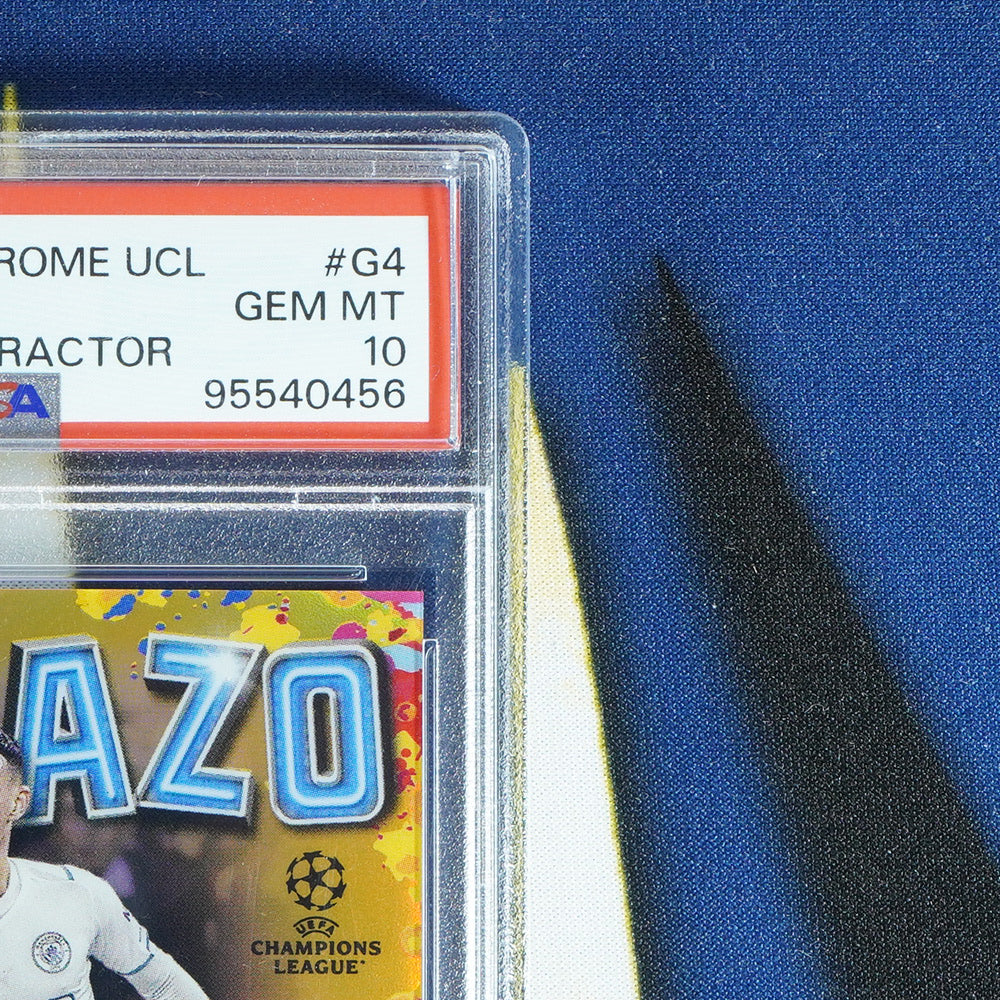 ROME UCL #G4
GEM MT
RACTOR 10
95540456
AZO
UEFA
CHAMPIONS
LEAGUE